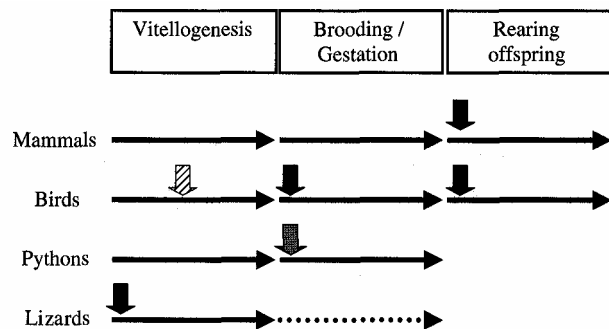 Vitellogenesis
Brooding /
Gestation
Rearing
offspring
Mammals
Birds
Pythons
Lizards